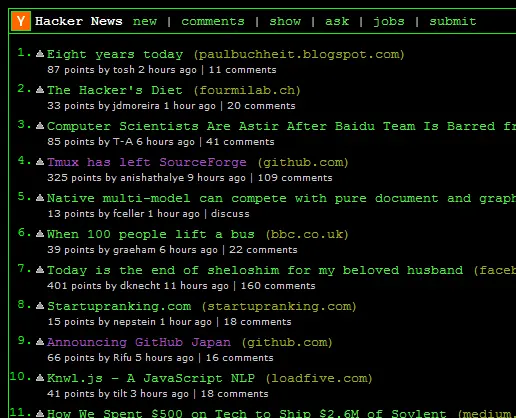 Y Hacker News new | comments | show | ask | jobs | submit
1. Eight years today (paulbuchheit.blogspot.com)
87 points by tosh 2 hours ago | 11 comments
2. The Hacker's Diet (fourmilab.ch)
33 points by jdmoreira 1 hour ago | 20 comments
3. Computer Scientists Are Astir After Baidu Team Is Barred fr
85 points by T-A 6 hours ago | 41 comments
4. Tmux has left SourceForge (github.com)
325 points by anishathalye 9 hours ago | 109 comments
5. Native multi-model can compete with pure document and graph
13 points by fceller 1 hour ago | discuss
6. When 100 people lift a bus (bbc.co.uk)
39 points by graeham 6 hours ago | 22 comments
7. Today is the end of sheloshim for my beloved husband (faceb
401 points by dknecht 11 hours ago | 160 comments
8. Startupranking.com (startupranking.com)
15 points by nepstein 1 hour ago | 18 comments
9. Announcing GitHub Japan (github.com)
66 points by Rifu 5 hours ago | 16 comments
10. Knwl.js – A JavaScript NLP (loadfive.com)
41 points by tilt 3 hours ago | 18 comments
11. How We Spent $500 on Tech to Ship $2.6M of Soylent (medium.